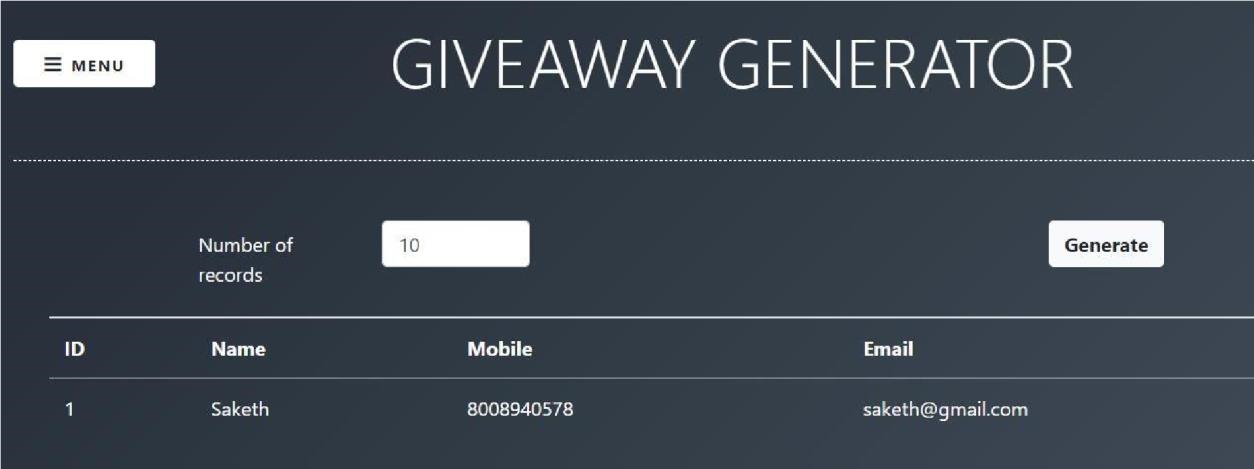 ☰ MENU
GIVEAWAY GENERATOR
Number of
records
10
Generate
ID Name Mobile Email
1 Saketh 8008940578 saketh@gmail.com